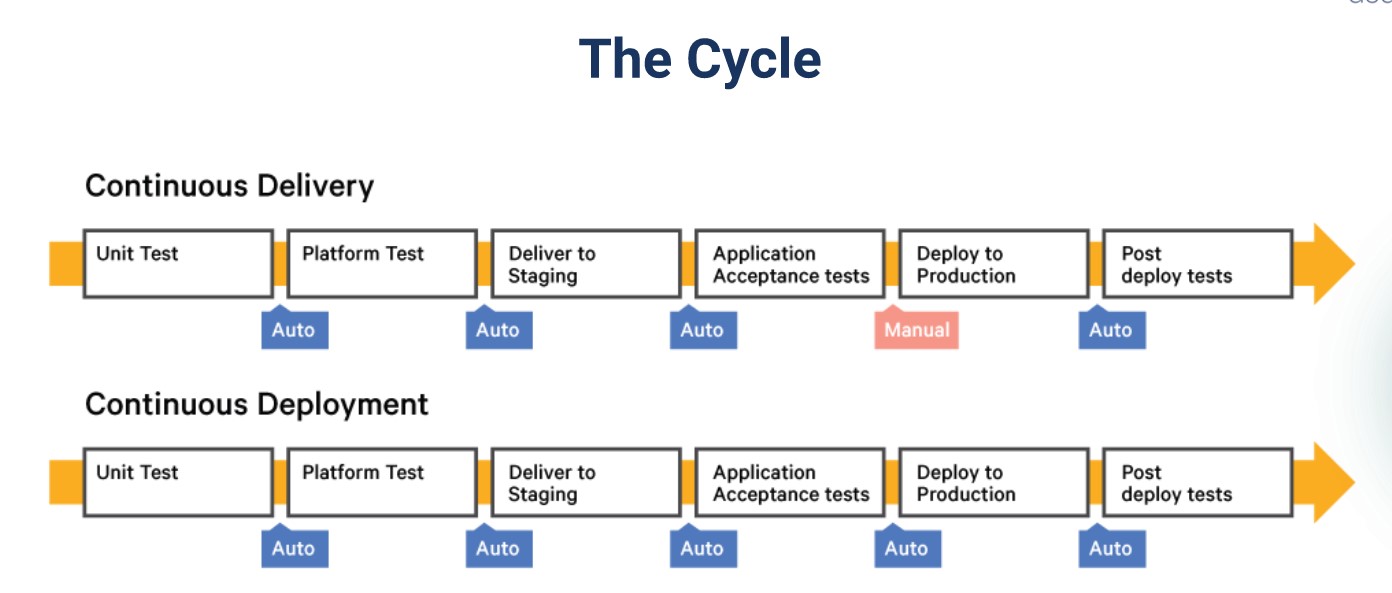 The Cycle
Continuous Delivery
Unit Test
Platform Test
Deliver to
Staging
Application
Acceptance tests
Deploy to
Production
Post
deploy tests
Auto
Auto
Auto
Manual
Auto
Continuous Deployment
Unit Test
Platform Test
Deliver to
Staging
Application
Acceptance tests
Deploy to
Production
Post
deploy tests
Auto
Auto
Auto
Auto
Auto